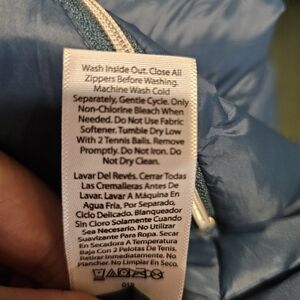 Wash Inside Out. Close All
Zippers Before Washing.
Machine Wash Cold
Separately, Gentle Cycle. Only
Non-Chlorine Bleach When
Needed. Do Not Use Fabric
Softener. Tumble Dry Low
With 2 Tennis Balls. Remove
Promptly. Do Not Iron. Do
Not Dry Clean.
Lavar Del Revés. Cerrar Todas
Las Cremalleras Antes De
Lavar. Lavar A Máquina En
Agua Fría, Por Separado,
Ciclo Delicado. Blanqueador
Sin Cloro Solamente Cuando
Sea Necesario. No Utilizar
Suavizante Para Ropa. Secar
En Secadora A Temperatura
Baja Con 2 Pelotas De Tenis.
Retirar Inmediatamente. No
Planchar. No Limpiar En Seco.